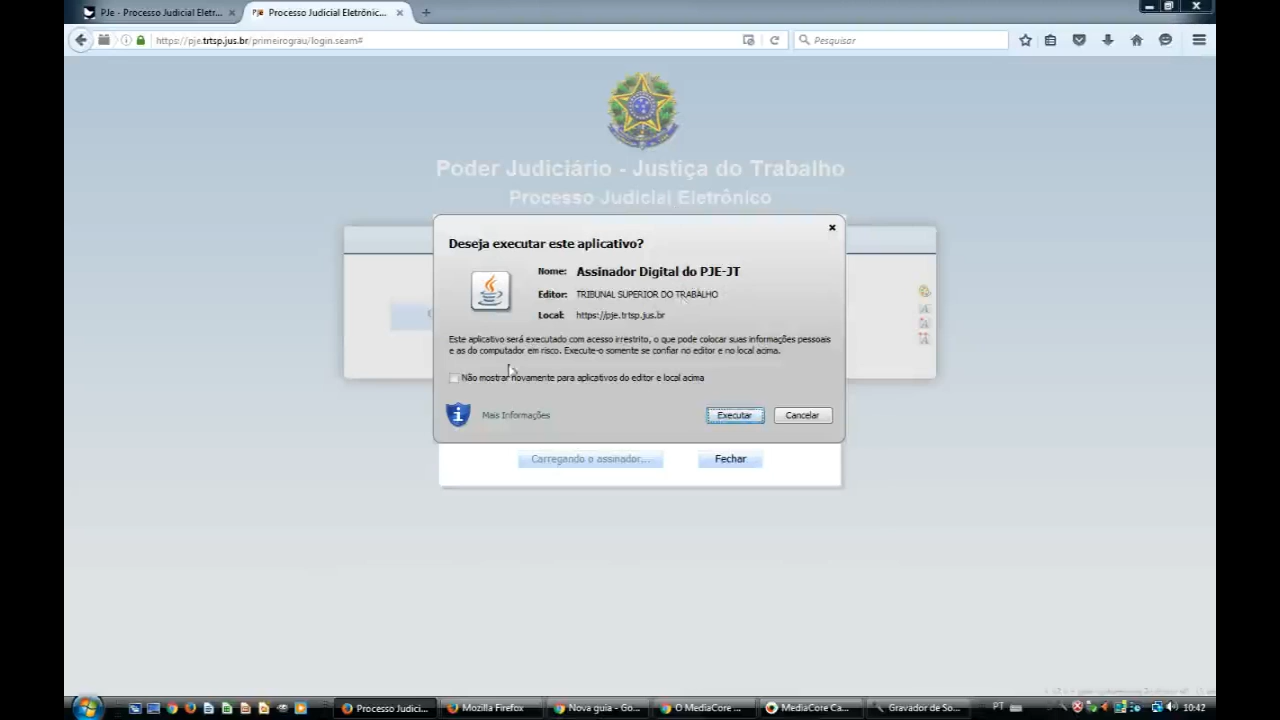 PJe - Processo Judicial Eletr...
PJe Processo Judicial Eletrônic...
https://pje.trtsp.jus.br/primeirograu/login.seam#
Pesquisar
Poder Judiciário - Justiça do Trabalho
Processo Judicial Eletrônico
Deseja executar este aplicativo?
Nome: Assinador Digital do PJE-JT
Editor: TRIBUNAL SUPERIOR DO TRABALHO
Local: https://pje.trtsp.jus.br
Este aplicativo será executado com acesso irrestrito, o que pode colocar suas informações pessoais
e as do computador em risco. Execute-o somente se confiar no editor e no local acima.
Não mostrar novamente para aplicativos do editor e local acima
Mais Informações
Executar
Cancelar
Carregando o assinador...
Fechar
Processo Judici...
Mozilla Firefox
Nova guia - Go...
O MediaCore ...
MediaCore Ca...
Gravador de So...
PT
10:42